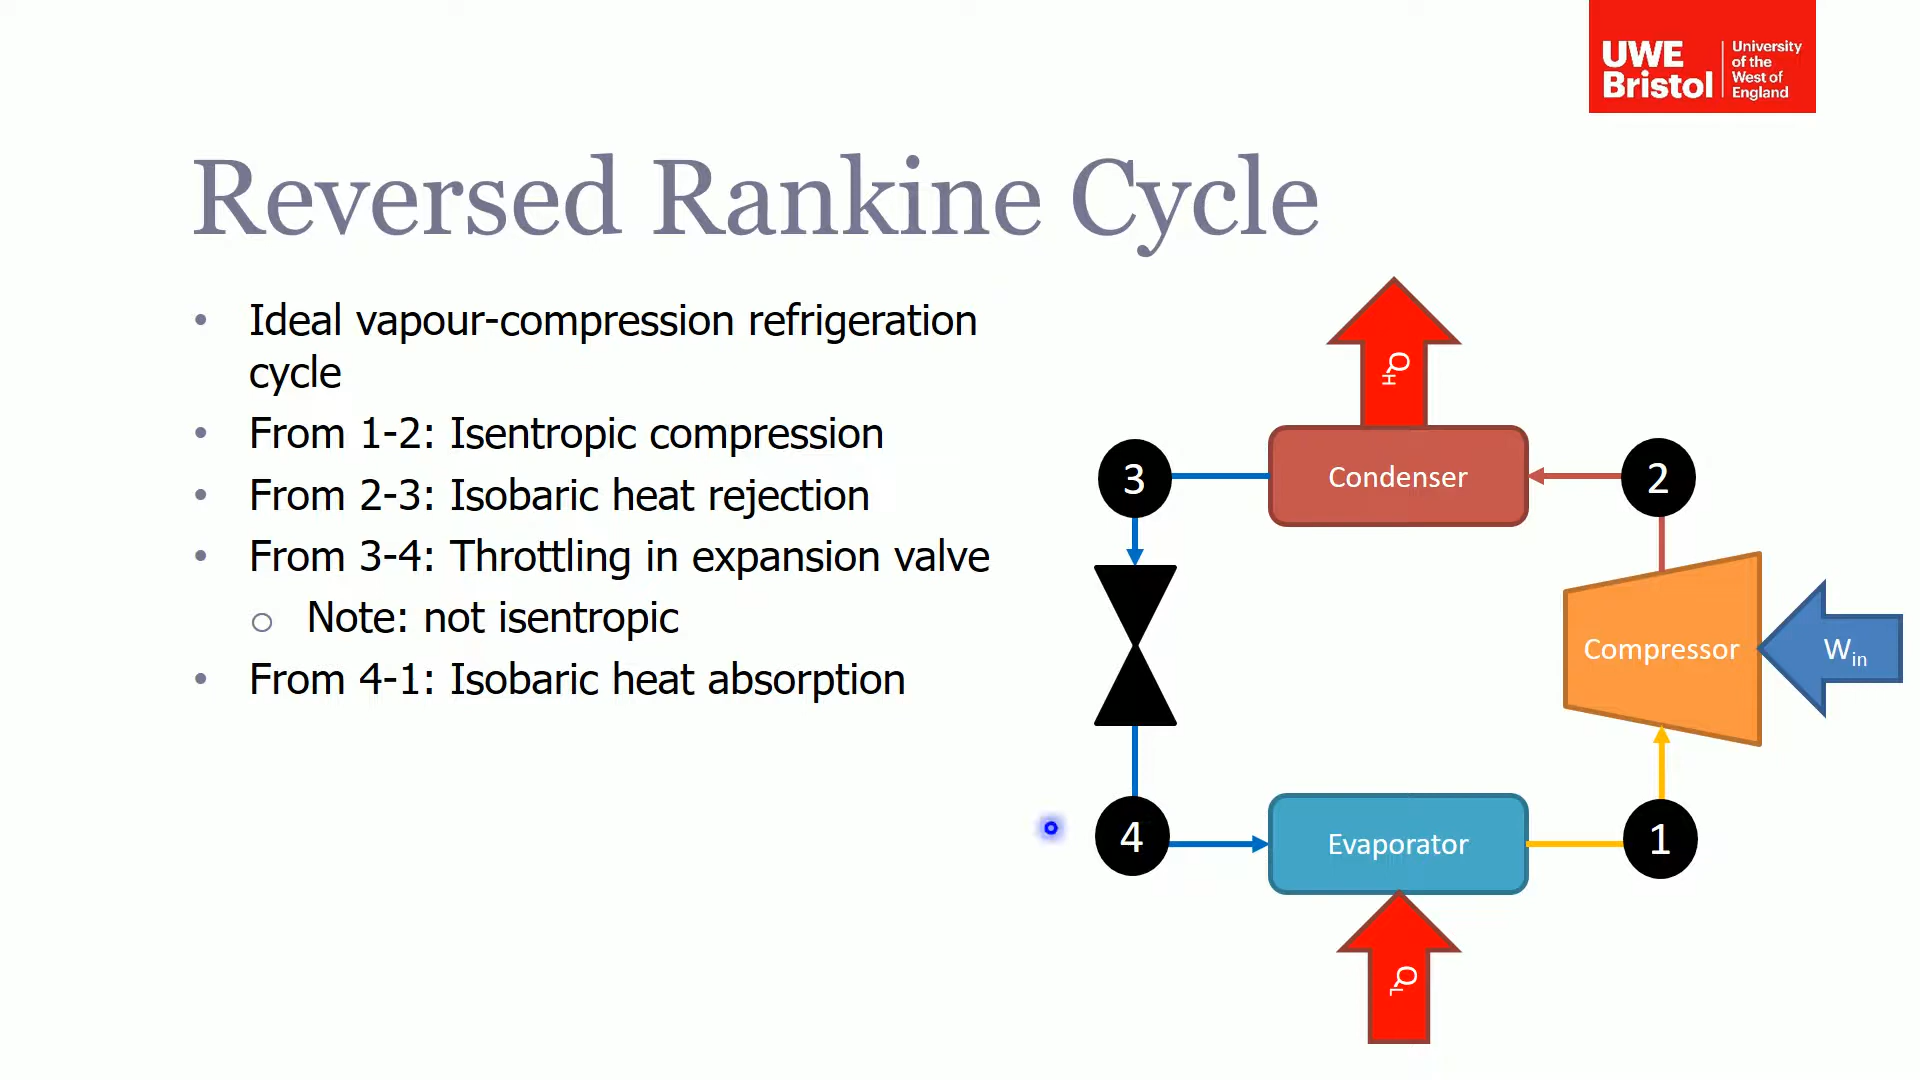 UWE
Bristol
University
of the
West of
England
Reversed Rankine Cycle
• Ideal vapour-compression refrigeration
cycle
• From 1-2: Isentropic compression
• From 2-3: Isobaric heat rejection
• From 3-4: Throttling in expansion valve
o Note: not isentropic
• From 4-1: Isobaric heat absorption
QH
3
Condenser
2
Compressor
Win
4
Evaporator
1
QL